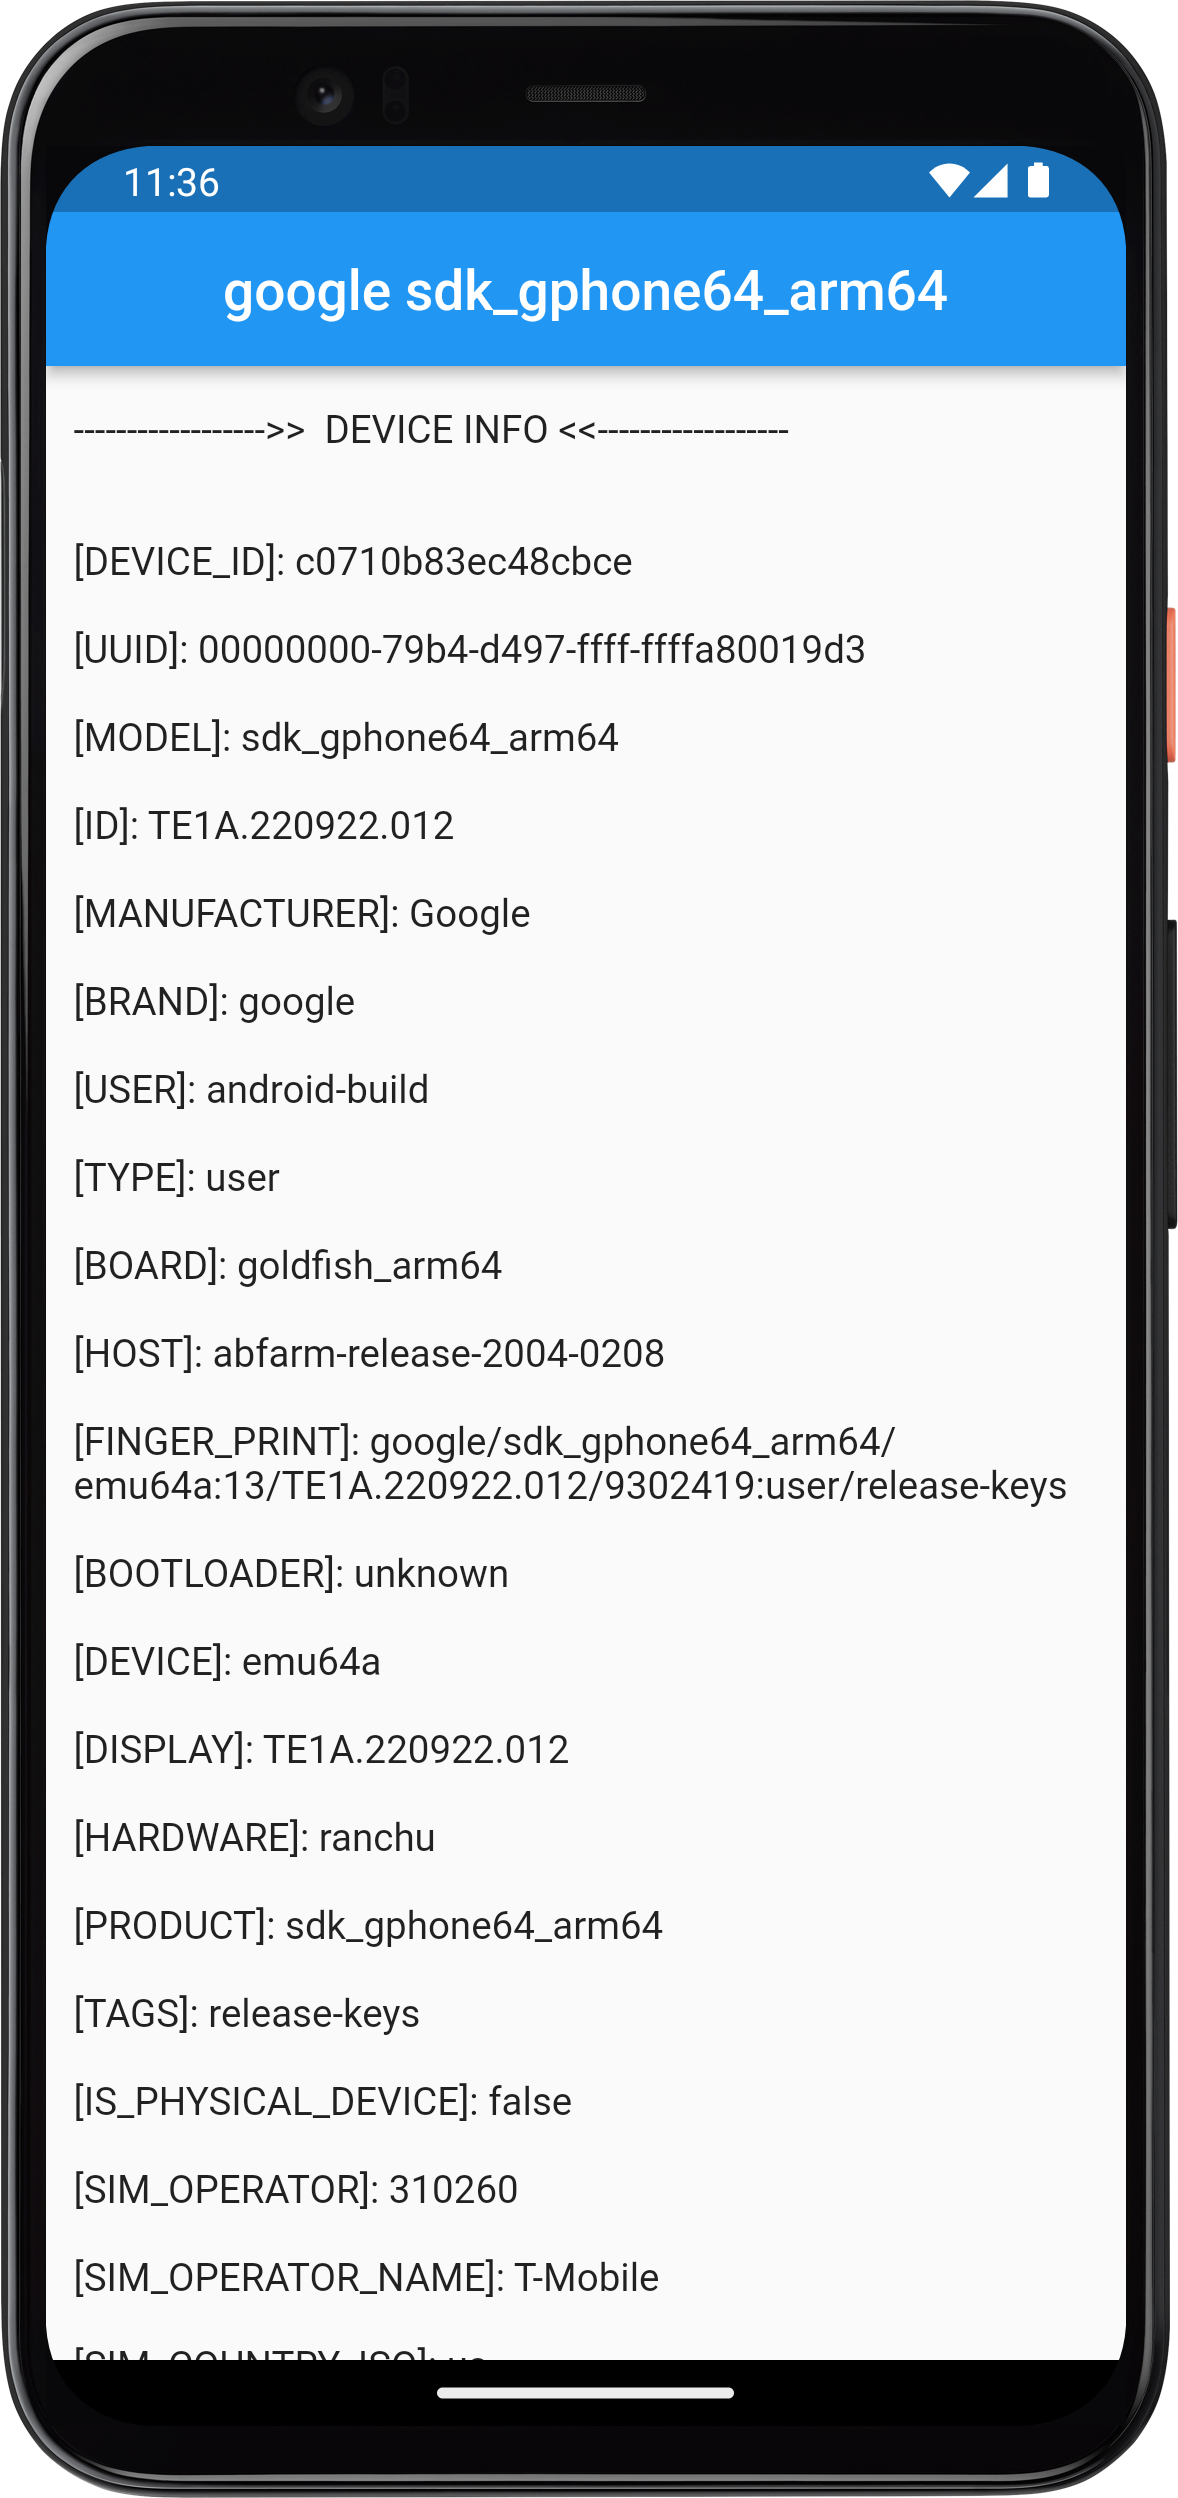 11:36
google sdk_gphone64_arm64
------------------>>  DEVICE INFO <<------------------
[DEVICE_ID]: c0710b83ec48cbce
[UUID]: 00000000-79b4-d497-ffff-ffffa80019d3
[MODEL]: sdk_gphone64_arm64
[ID]: TE1A.220922.012
[MANUFACTURER]: Google
[BRAND]: google
[USER]: android-build
[TYPE]: user
[BOARD]: goldfish_arm64
[HOST]: abfarm-release-2004-0208
[FINGER_PRINT]: google/sdk_gphone64_arm64/
emu64a:13/TE1A.220922.012/9302419:user/release-keys
[BOOTLOADER]: unknown
[DEVICE]: emu64a
[DISPLAY]: TE1A.220922.012
[HARDWARE]: ranchu
[PRODUCT]: sdk_gphone64_arm64
[TAGS]: release-keys
[IS_PHYSICAL_DEVICE]: false
[SIM_OPERATOR]: 310260
[SIM_OPERATOR_NAME]: T-Mobile
[SIM_COUNTRY_ISO]: us